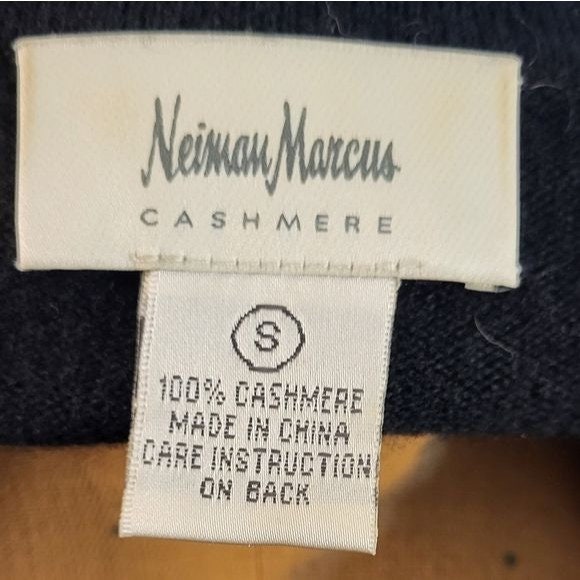 Neiman Marcus
CASHMERE
S
100% CASHMERE
MADE IN CHINA
CARE INSTRUCTION
ON BACK